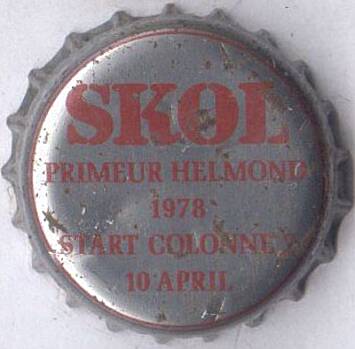 SKOL
PRIMEUR HELMOND
1978
START COLONNE
10 APRIL